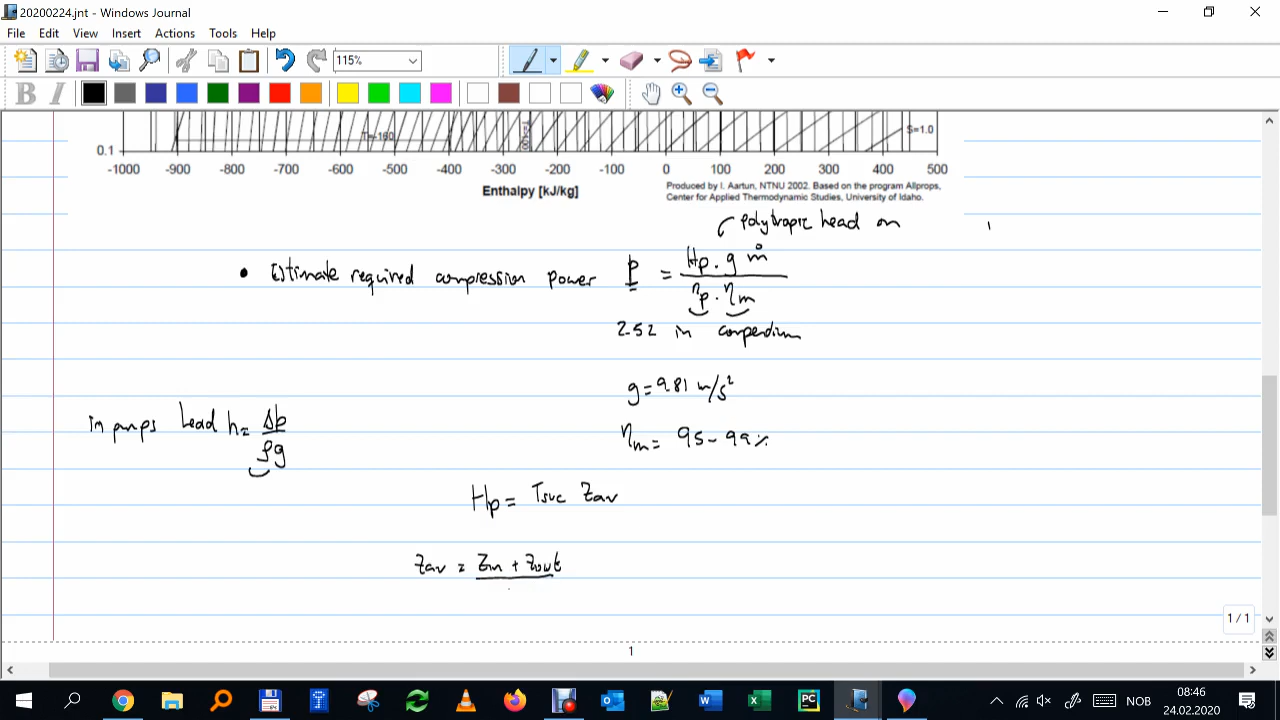 20200224.jnt - Windows Journal
File Edit View Insert Actions Tools Help
115%
B I
T=-160
S=1.0
0.1
-1000 -900 -800 -700 -600 -500 -400 -300 -200 -100 0 100 200 300 400 500
Enthalpy [kJ/kg]
Produced by I. Aartun, NTNU 2002. Based on the program Allprops,
Center for Applied Thermodynamic Studies, University of Idaho.
polytropic head on
• Estimate required compression power P = Hp . g ṁ / ηp . ηm
2.52 in compendium
g = 9.81 m/s²
in pumps head h = Δp / ρg
ηm = 95 - 99 %
Hp = Tsuc Zav
Zav = Zin + Zout
1 / 1
1
NOB
08:46
24.02.2020